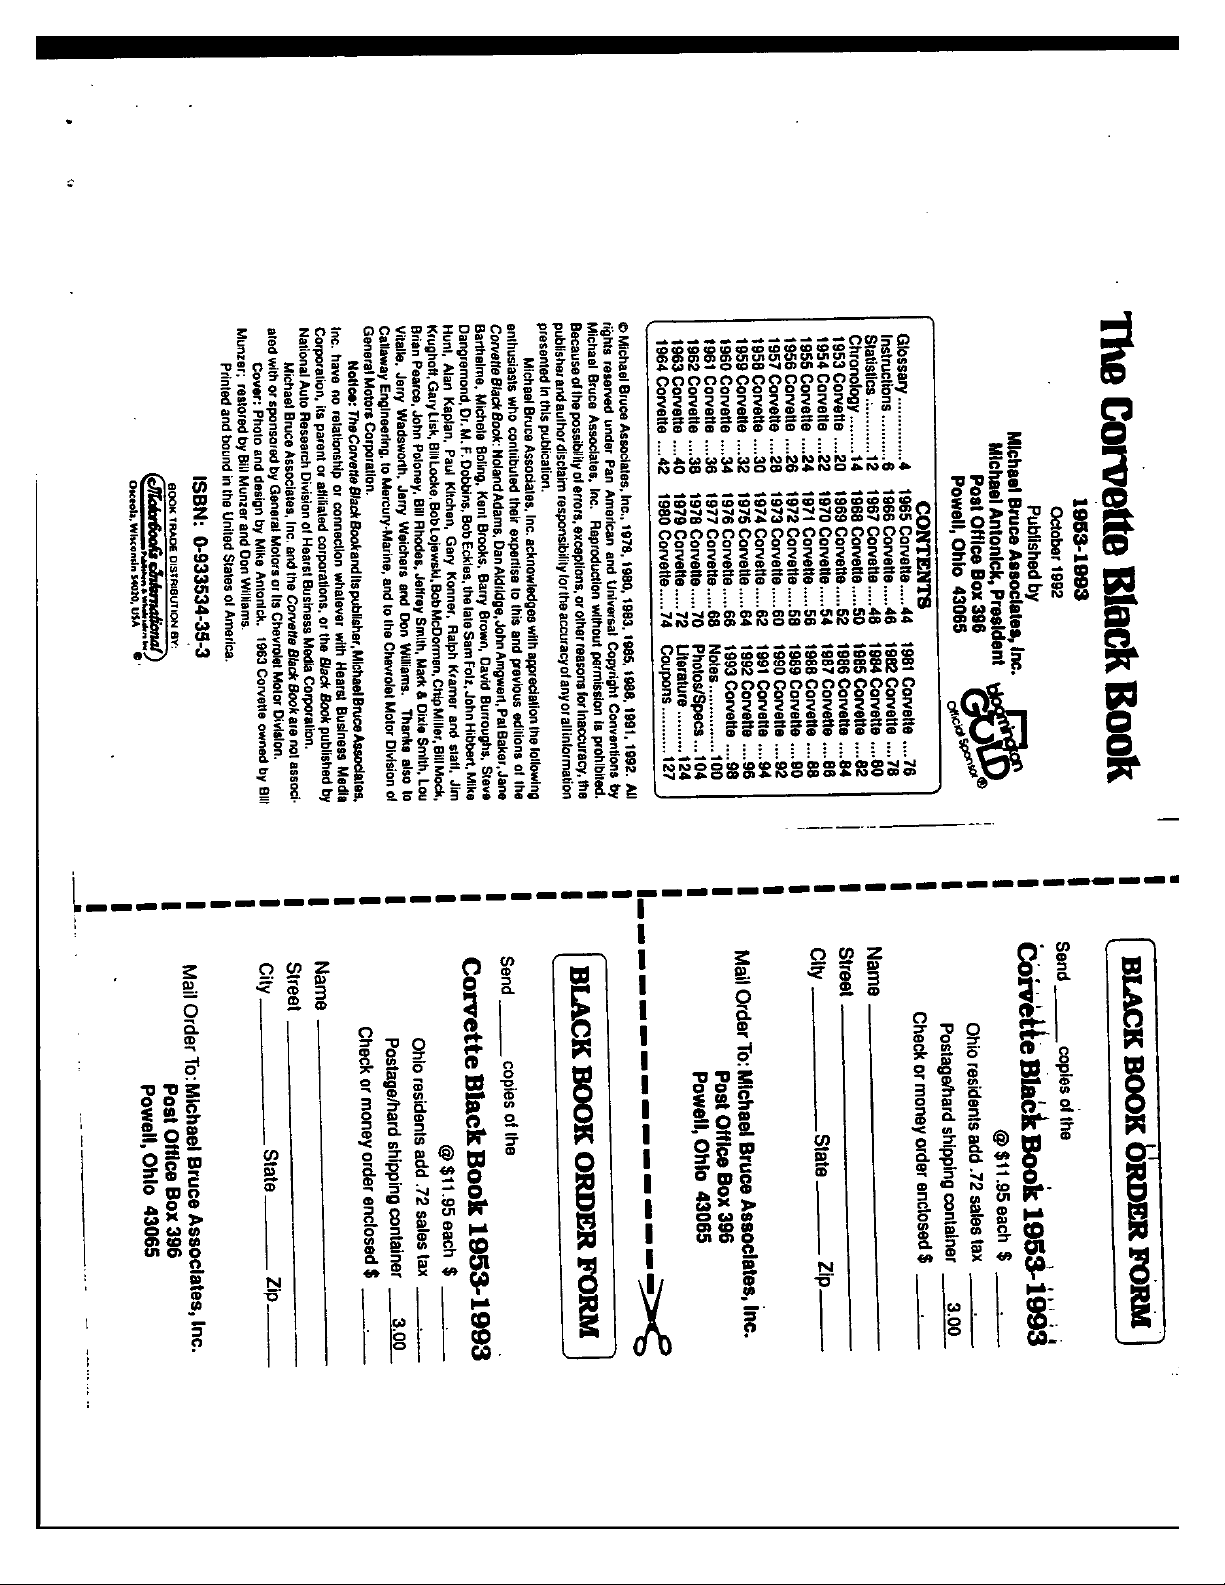 The Corvette Black Book
1953-1993
October 1992
Published by
Michael Bruce Associates, Inc.
Michael Antonick, President
Post Office Box 396
Powell, Ohio 43065
bloomington
GOLD®
Official Sponsor
CONTENTS
Glossary............4
Instructions........6
Statistics..........12
Chronology.......14
1953 Corvette ....20
1954 Corvette ....22
1955 Corvette ....24
1956 Corvette ....26
1957 Corvette ....28
1958 Corvette ....30
1959 Corvette ....32
1960 Corvette ....34
1961 Corvette ....36
1962 Corvette ....38
1963 Corvette ....40
1964 Corvette ....42
1965 Corvette ....44
1966 Corvette ....46
1967 Corvette ....48
1968 Corvette ....50
1969 Corvette ....52
1970 Corvette ....54
1971 Corvette ....56
1972 Corvette ....58
1973 Corvette ....60
1974 Corvette ....62
1975 Corvette ....64
1976 Corvette ....66
1977 Corvette ....68
1978 Corvette ....70
1979 Corvette ....72
1980 Corvette ....74
1981 Corvette ....76
1982 Corvette ....78
1984 Corvette ....80
1985 Corvette ....82
1986 Corvette ....84
1987 Corvette ....86
1988 Corvette ....88
1989 Corvette ....90
1990 Corvette ....92
1991 Corvette ....94
1992 Corvette ....96
1993 Corvette ....98
Notes..............100
Photos/Specs ...104
Literature .........124
Coupons ..........127
© Michael Bruce Associates, Inc., 1978, 1980, 1983, 1985, 1988, 1991, 1992. All
rights reserved under Pan American and Universal Copyright Conventions by
Michael Bruce Associates, Inc. Reproduction without permission is prohibited.
Because of the possibility of errors, exceptions, or other reasons for inaccuracy, the
publisher and author disclaim responsibility for the accuracy of any or all information
presented in this publication.
Michael Bruce Associates, Inc. acknowledges with appreciation the following
enthusiasts who contributed their expertise to this and previous editions of the
Corvette Black Book: Noland Adams, Dan Aldridge, John Amgwert, Pat Baker, Jane
Barthelme, Michele Boling, Kent Brooks, Barry Brown, David Burroughs, Steve
Dangremond, Dr. M. F. Dobbins, Bob Eckles, the late Sam Folz, John Hibbert, Mike
Hunt, Alan Kaplan, Paul Kitchen, Gary Konner, Ralph Kramer and staff, Jim
Krughoff, Gary Lisk, Bill Locke, Bob Lojewski, Bob McDorman, Chip Miller, Bill Mock,
Brian Pearce, John Poloney, Bill Rhodes, Jeffrey Smith, Mark & Dixie Smith, Lou
Vitalle, Jerry Wadsworth, Jerry Weichers and Don Williams. Thanks also to
Callaway Engineering, to Mercury-Marine, and to the Chevrolet Motor Division of
General Motors Corporation.
Notice: The Corvette Black Book and its publisher, Michael Bruce Associates,
Inc. have no relationship or connection whatever with Hearst Business Media
Corporation, its parent or affiliated corporations, or the Black Book published by
National Auto Research Division of Hearst Business Media Corporation.
Michael Bruce Associates, Inc. and the Corvette Black Book are not associ-
ated with or sponsored by General Motors or its Chevrolet Motor Division.
Cover: Photo and design by Mike Antonick. 1963 Corvette owned by Bill
Munzer; restored by Bill Munzer and Don Williams.
Printed and bound in the United States of America.
ISBN: 0-933534-35-3
BOOK TRADE DISTRIBUTION BY:
Motorbooks International
Publishers & Wholesalers Inc
Osceola, Wisconsin 54020, USA ®
BLACK BOOK ORDER FORM
Send ______ copies of the
Corvette Black Book 1953-1993
@ $11.95 each $ ___.___
Ohio residents add .72 sales tax ___.___
Postage/hard shipping container 3.00
Check or money order enclosed $ ___.___
Name
Street
City State Zip
Mail Order To: Michael Bruce Associates, Inc.
Post Office Box 396
Powell, Ohio 43065
BLACK BOOK ORDER FORM
Send ______ copies of the
Corvette Black Book 1953-1993
@ $11.95 each $ ___.___
Ohio residents add .72 sales tax ___.___
Postage/hard shipping container 3.00
Check or money order enclosed $ ___.___
Name
Street
City State Zip
Mail Order To: Michael Bruce Associates, Inc.
Post Office Box 396
Powell, Ohio 43065